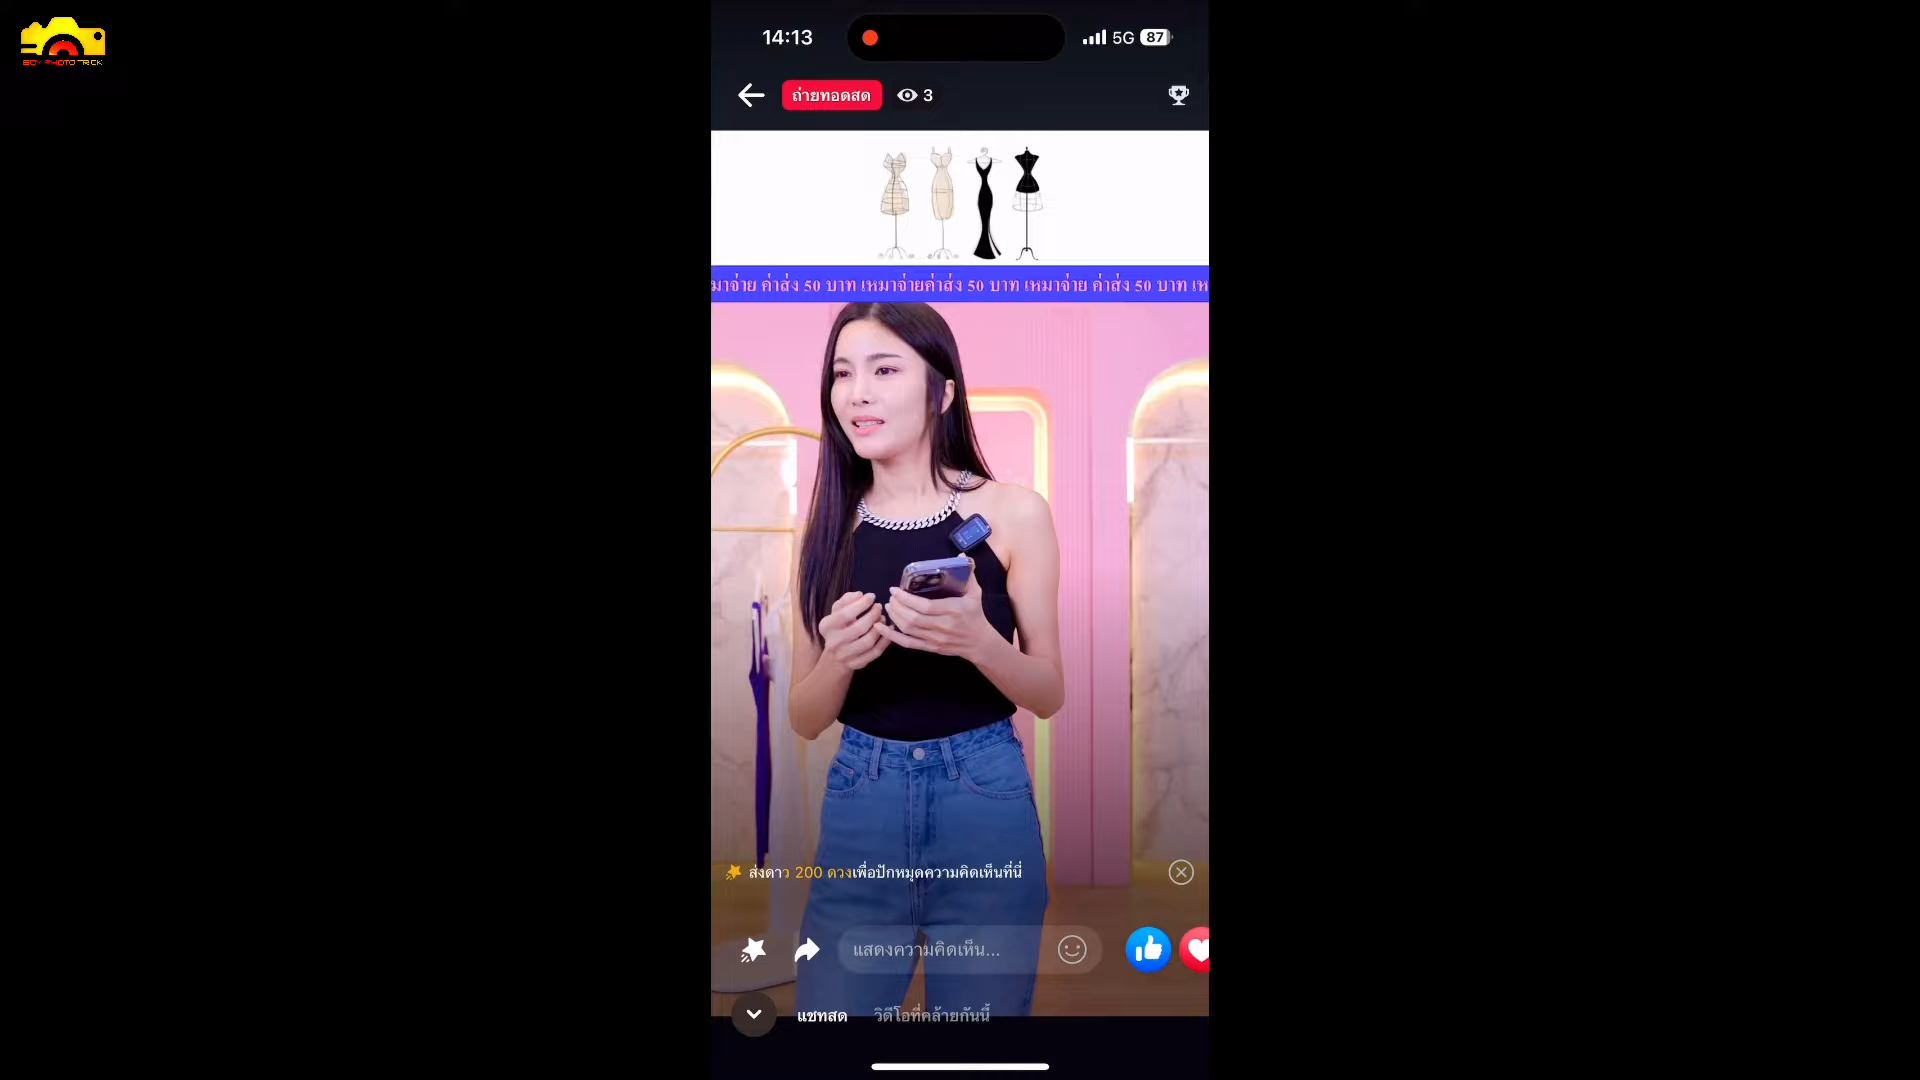 BOY PHOTO TRICK
14:13
5G 87
ถ่ายทอดสด 3
มาจ่าย ค่าส่ง 50 บาท เหมาจ่ายค่าส่ง 50 บาท เหมาจ่าย ค่าส่ง 50 บาท เห
ส่งดาว 200 ดวงเพื่อปักหมุดความคิดเห็นที่นี่
แสดงความคิดเห็น...
แชทสด วิดีโอที่คล้ายกันนี้